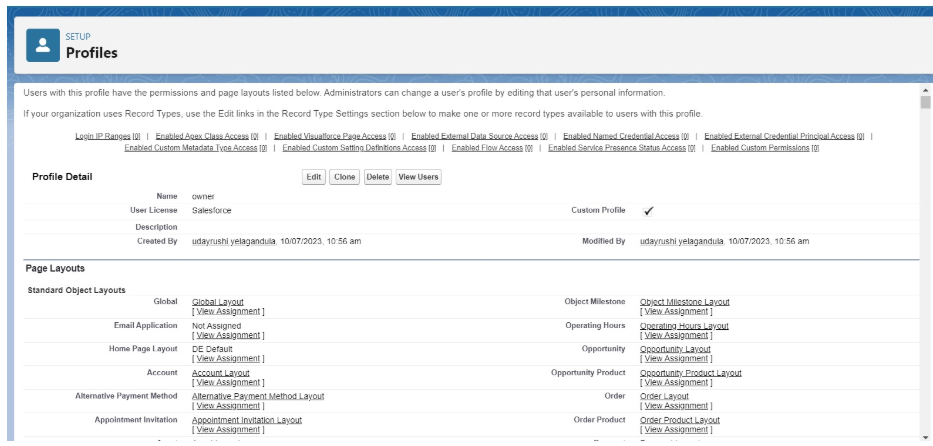 SETUP
Profiles
Users with this profile have the permissions and page layouts listed below. Administrators can change a user's profile by editing that user's personal information.
If your organization uses Record Types, use the Edit links in the Record Type Settings section below to make one or more record types available to users with this profile.
Login IP Ranges [0] | Enabled Apex Class Access [0] | Enabled Visualforce Page Access [0] | Enabled External Data Source Access [0] | Enabled Named Credential Access [0] | Enabled External Credential Principal Access [0] |
Enabled Custom Metadata Type Access [0] | Enabled Custom Setting Definitions Access [0] | Enabled Flow Access [0] | Enabled Service Presence Status Access [0] | Enabled Custom Permissions [0]
Profile Detail Edit Clone Delete View Users
Name owner
User License Salesforce Custom Profile
Description
Created By udayrushi yelagandula, 10/07/2023, 10:56 am Modified By udayrushi yelagandula, 10/07/2023, 10:56 am
Page Layouts
Standard Object Layouts
Global Global Layout Object Milestone Object Milestone Layout
[ View Assignment ] [ View Assignment ]
Email Application Not Assigned Operating Hours Operating Hours Layout
[ View Assignment ] [ View Assignment ]
Home Page Layout DE Default Opportunity Opportunity Layout
[ View Assignment ] [ View Assignment ]
Account Account Layout Opportunity Product Opportunity Product Layout
[ View Assignment ] [ View Assignment ]
Alternative Payment Method Alternative Payment Method Layout Order Order Layout
[ View Assignment ] [ View Assignment ]
Appointment Invitation Appointment Invitation Layout Order Product Order Product Layout
[ View Assignment ] [ View Assignment ]